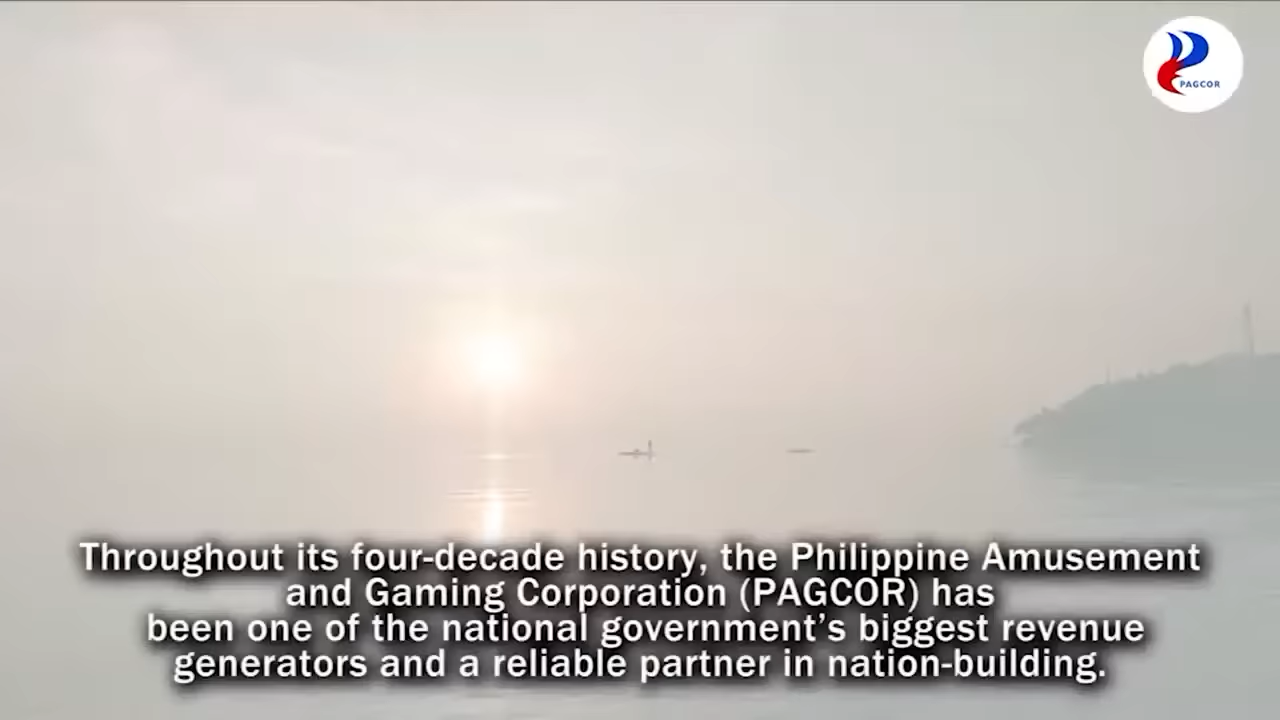 PAGCOR
Throughout its four-decade history, the Philippine Amusement
and Gaming Corporation (PAGCOR) has
been one of the national government’s biggest revenue
generators and a reliable partner in nation-building.